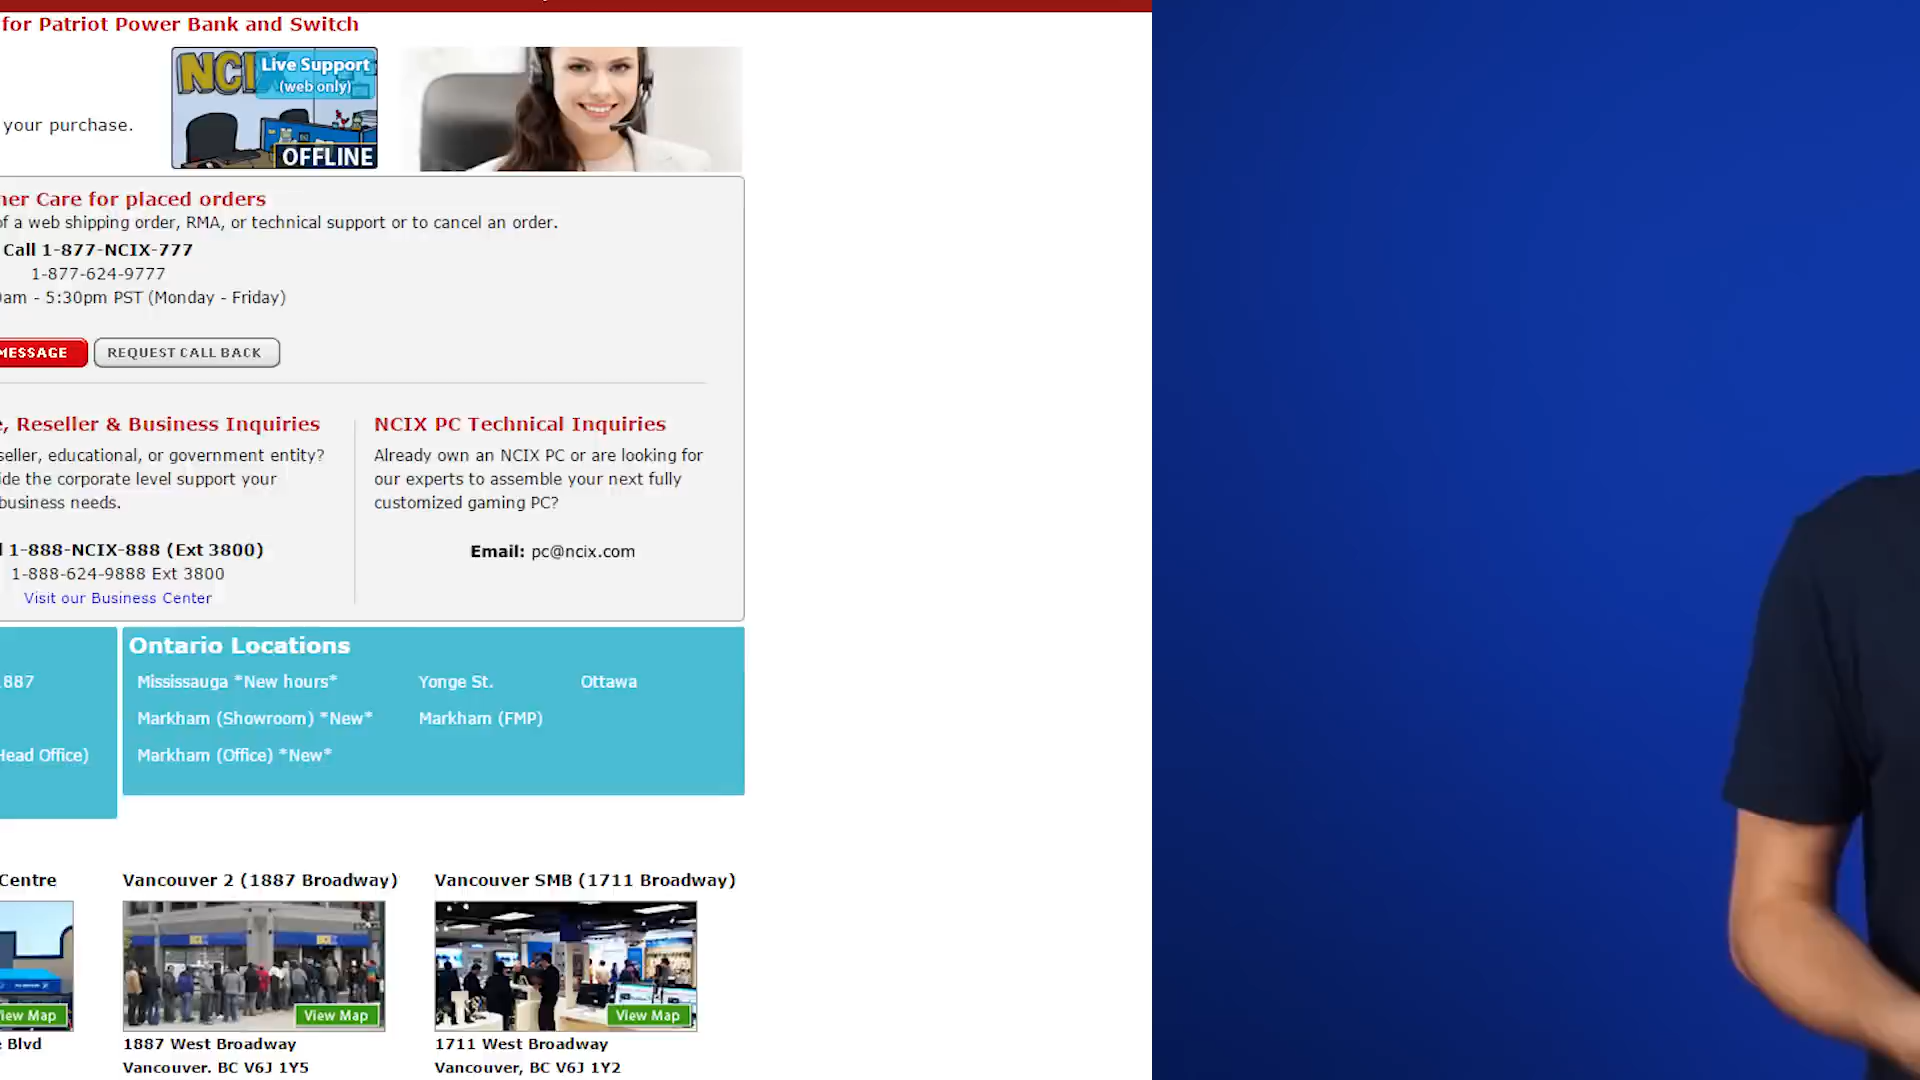 for Patriot Power Bank and Switch
NCI
Live Support
(web only)
your purchase.
OFFLINE
ner Care for placed orders
of a web shipping order, RMA, or technical support or to cancel an order.
Call 1-877-NCIX-777
1-877-624-9777
am - 5:30pm PST (Monday - Friday)
MESSAGE
REQUEST CALL BACK
, Reseller & Business Inquiries
NCIX PC Technical Inquiries
seller, educational, or government entity?
Already own an NCIX PC or are looking for
ide the corporate level support your
our experts to assemble your next fully
business needs.
customized gaming PC?
1-888-NCIX-888 (Ext 3800)
Email: pc@ncix.com
1-888-624-9888 Ext 3800
Visit our Business Center
Ontario Locations
1887
Mississauga *New hours*
Yonge St.
Ottawa
Markham (Showroom) *New*
Markham (FMP)
Head Office)
Markham (Office) *New*
Centre
Vancouver 2 (1887 Broadway)
Vancouver SMB (1711 Broadway)
View Map
View Map
View Map
Blvd
1887 West Broadway
1711 West Broadway
Vancouver. BC V6J 1Y5
Vancouver, BC V6J 1Y2